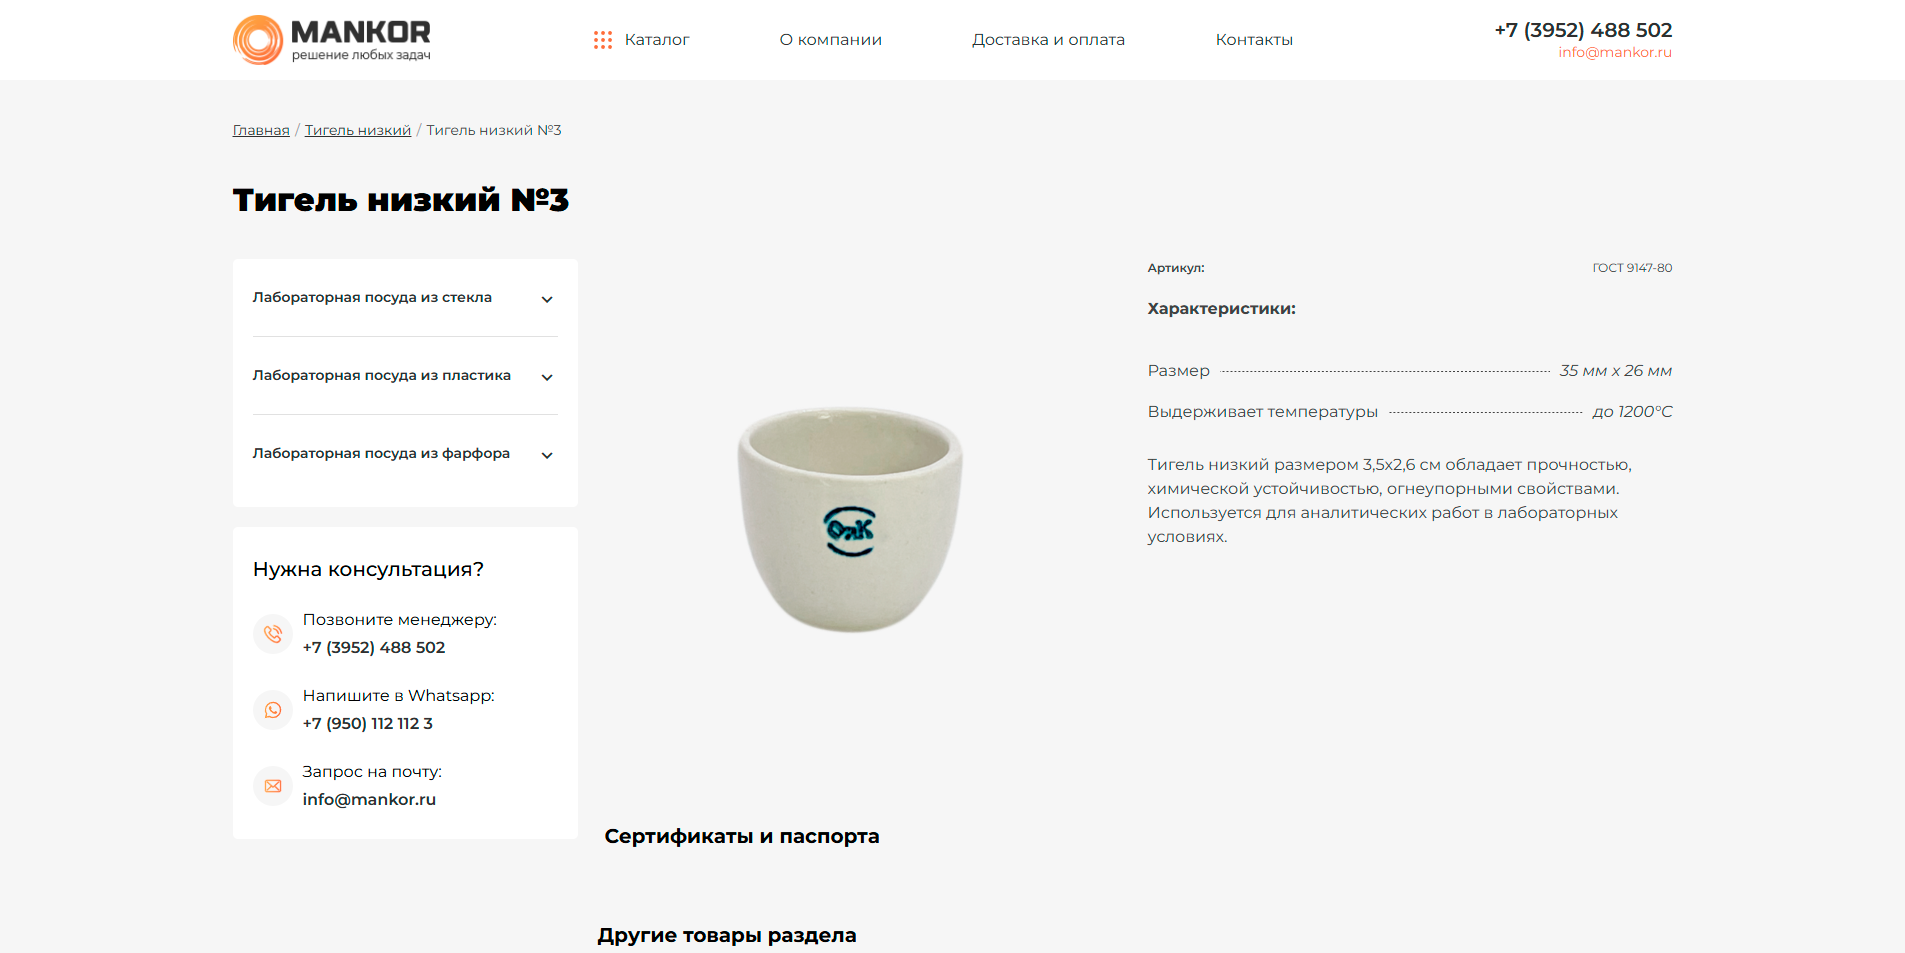 MANKOR
решение любых задач
Каталог
О компании
Доставка и оплата
Контакты
+7 (3952) 488 502
info@mankor.ru
Главная / Тигель низкий / Тигель низкий №3
Тигель низкий №3
Лабораторная посуда из стекла
Лабораторная посуда из пластика
Лабораторная посуда из фарфора
Нужна консультация?
Позвоните менеджеру:
+7 (3952) 488 502
Напишите в Whatsapp:
+7 (950) 112 112 3
Запрос на почту:
info@mankor.ru
Артикул: ГОСТ 9147-80
Характеристики:
Размер 35 мм х 26 мм
Выдерживает температуры до 1200°С
Тигель низкий размером 3,5х2,6 см обладает прочностью,
химической устойчивостью, огнеупорными свойствами.
Используется для аналитических работ в лабораторных
условиях.
Сертификаты и паспорта
Другие товары раздела